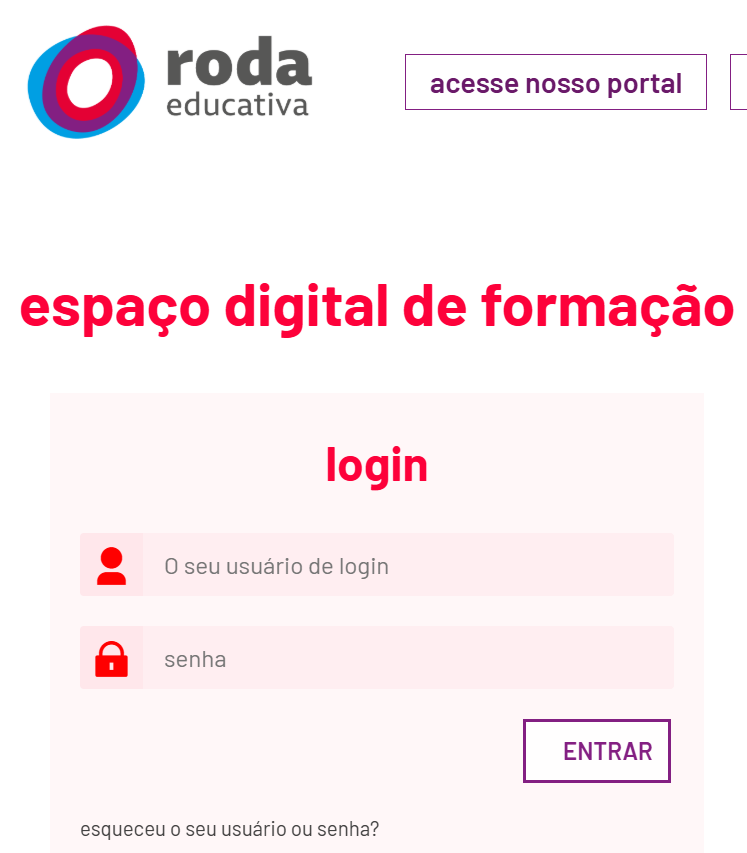 roda
educativa
acesse nosso portal
espaço digital de formação
login
O seu usuário de login
senha
ENTRAR
esqueceu o seu usuário ou senha?